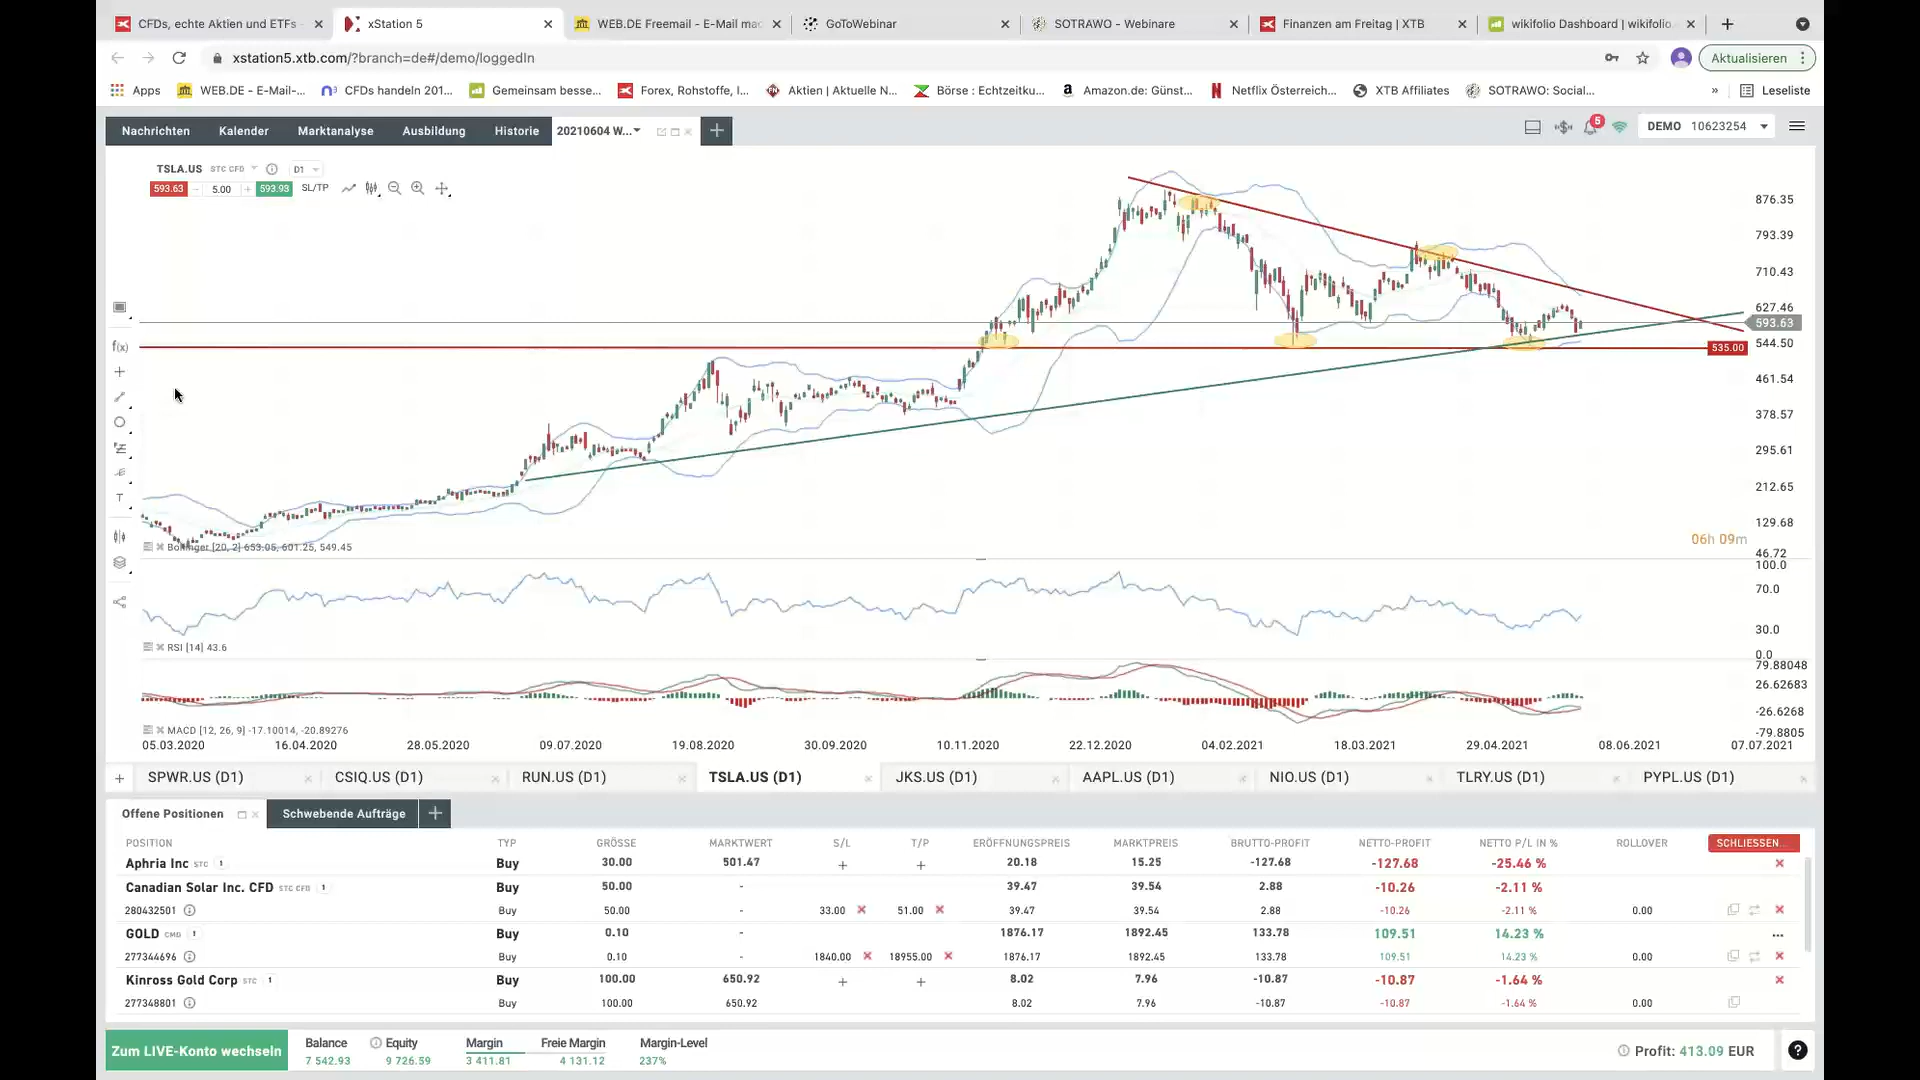 CFDs, echte Aktien und ETFs
xStation 5
WEB.DE Freemail - E-Mail mac
GoToWebinar
SOTRAWO - Webinare
Finanzen am Freitag | XTB
wikifolio Dashboard | wikifolio.
xstation5.xtb.com/?branch=de#/demo/loggedIn
Aktualisieren
Apps
WEB.DE - E-Mail-...
CFDs handeln 201...
Gemeinsam besse...
Forex, Rohstoffe, I...
Aktien | Aktuelle N...
Börse : Echtzeitku...
Amazon.de: Günst...
Netflix Österreich...
XTB Affiliates
SOTRAWO: Social...
»
Leseliste
Nachrichten
Kalender
Marktanalyse
Ausbildung
Historie
20210604 W...
5
DEMO 10623254
TSLA.US STC CFD D1
593.63 – 5.00 + 593.93 SL/TP
876.35
793.39
710.43
627.46
593.63
544.50
535.00
461.54
378.57
295.61
212.65
129.68
46.72
f(x)
T
06h 09m
Bollinger [20, 2] 653.05, 601.25, 549.45
100.0
70.0
30.0
0.0
RSI [14] 43.6
79.88048
26.62683
-26.6268
-79.8805
MACD [12, 26, 9] -17.10014, -20.89276
05.03.2020 16.04.2020 28.05.2020 09.07.2020 19.08.2020 30.09.2020 10.11.2020 22.12.2020 04.02.2021 18.03.2021 29.04.2021 08.06.2021 07.07.2021
SPWR.US (D1) CSIQ.US (D1) RUN.US (D1) TSLA.US (D1) JKS.US (D1) AAPL.US (D1) NIO.US (D1) TLRY.US (D1) PYPL.US (D1)
Offene Positionen Schwebende Aufträge
POSITION TYP GRÖSSE MARKTWERT S/L T/P ERÖFFNUNGSPREIS MARKTPREIS BRUTTO-PROFIT NETTO-PROFIT NETTO P/L IN % ROLLOVER SCHLIESSEN...
Aphria Inc STC 1 Buy 30.00 501.47 + + 20.18 15.25 -127.68 -127.68 -25.46 %
Canadian Solar Inc. CFD STC CFD 1 Buy 50.00 - 39.47 39.54 2.88 -10.26 -2.11 %
280432501 Buy 50.00 - 33.00 51.00 39.47 39.54 2.88 -10.26 -2.11 % 0.00
GOLD CMD 1 Buy 0.10 - 1876.17 1892.45 133.78 109.51 14.23 % ...
277344696 Buy 0.10 - 1840.00 18955.00 1876.17 1892.45 133.78 109.51 14.23 % 0.00
Kinross Gold Corp STC 1 Buy 100.00 650.92 + + 8.02 7.96 -10.87 -10.87 -1.64 %
277348801 Buy 100.00 650.92 8.02 7.96 -10.87 -10.87 -1.64 % 0.00
Zum LIVE-Konto wechseln
Balance Equity Margin Freie Margin Margin-Level
7 542.93 9 726.59 3 411.81 4 131.12 237%
Profit: 413.09 EUR